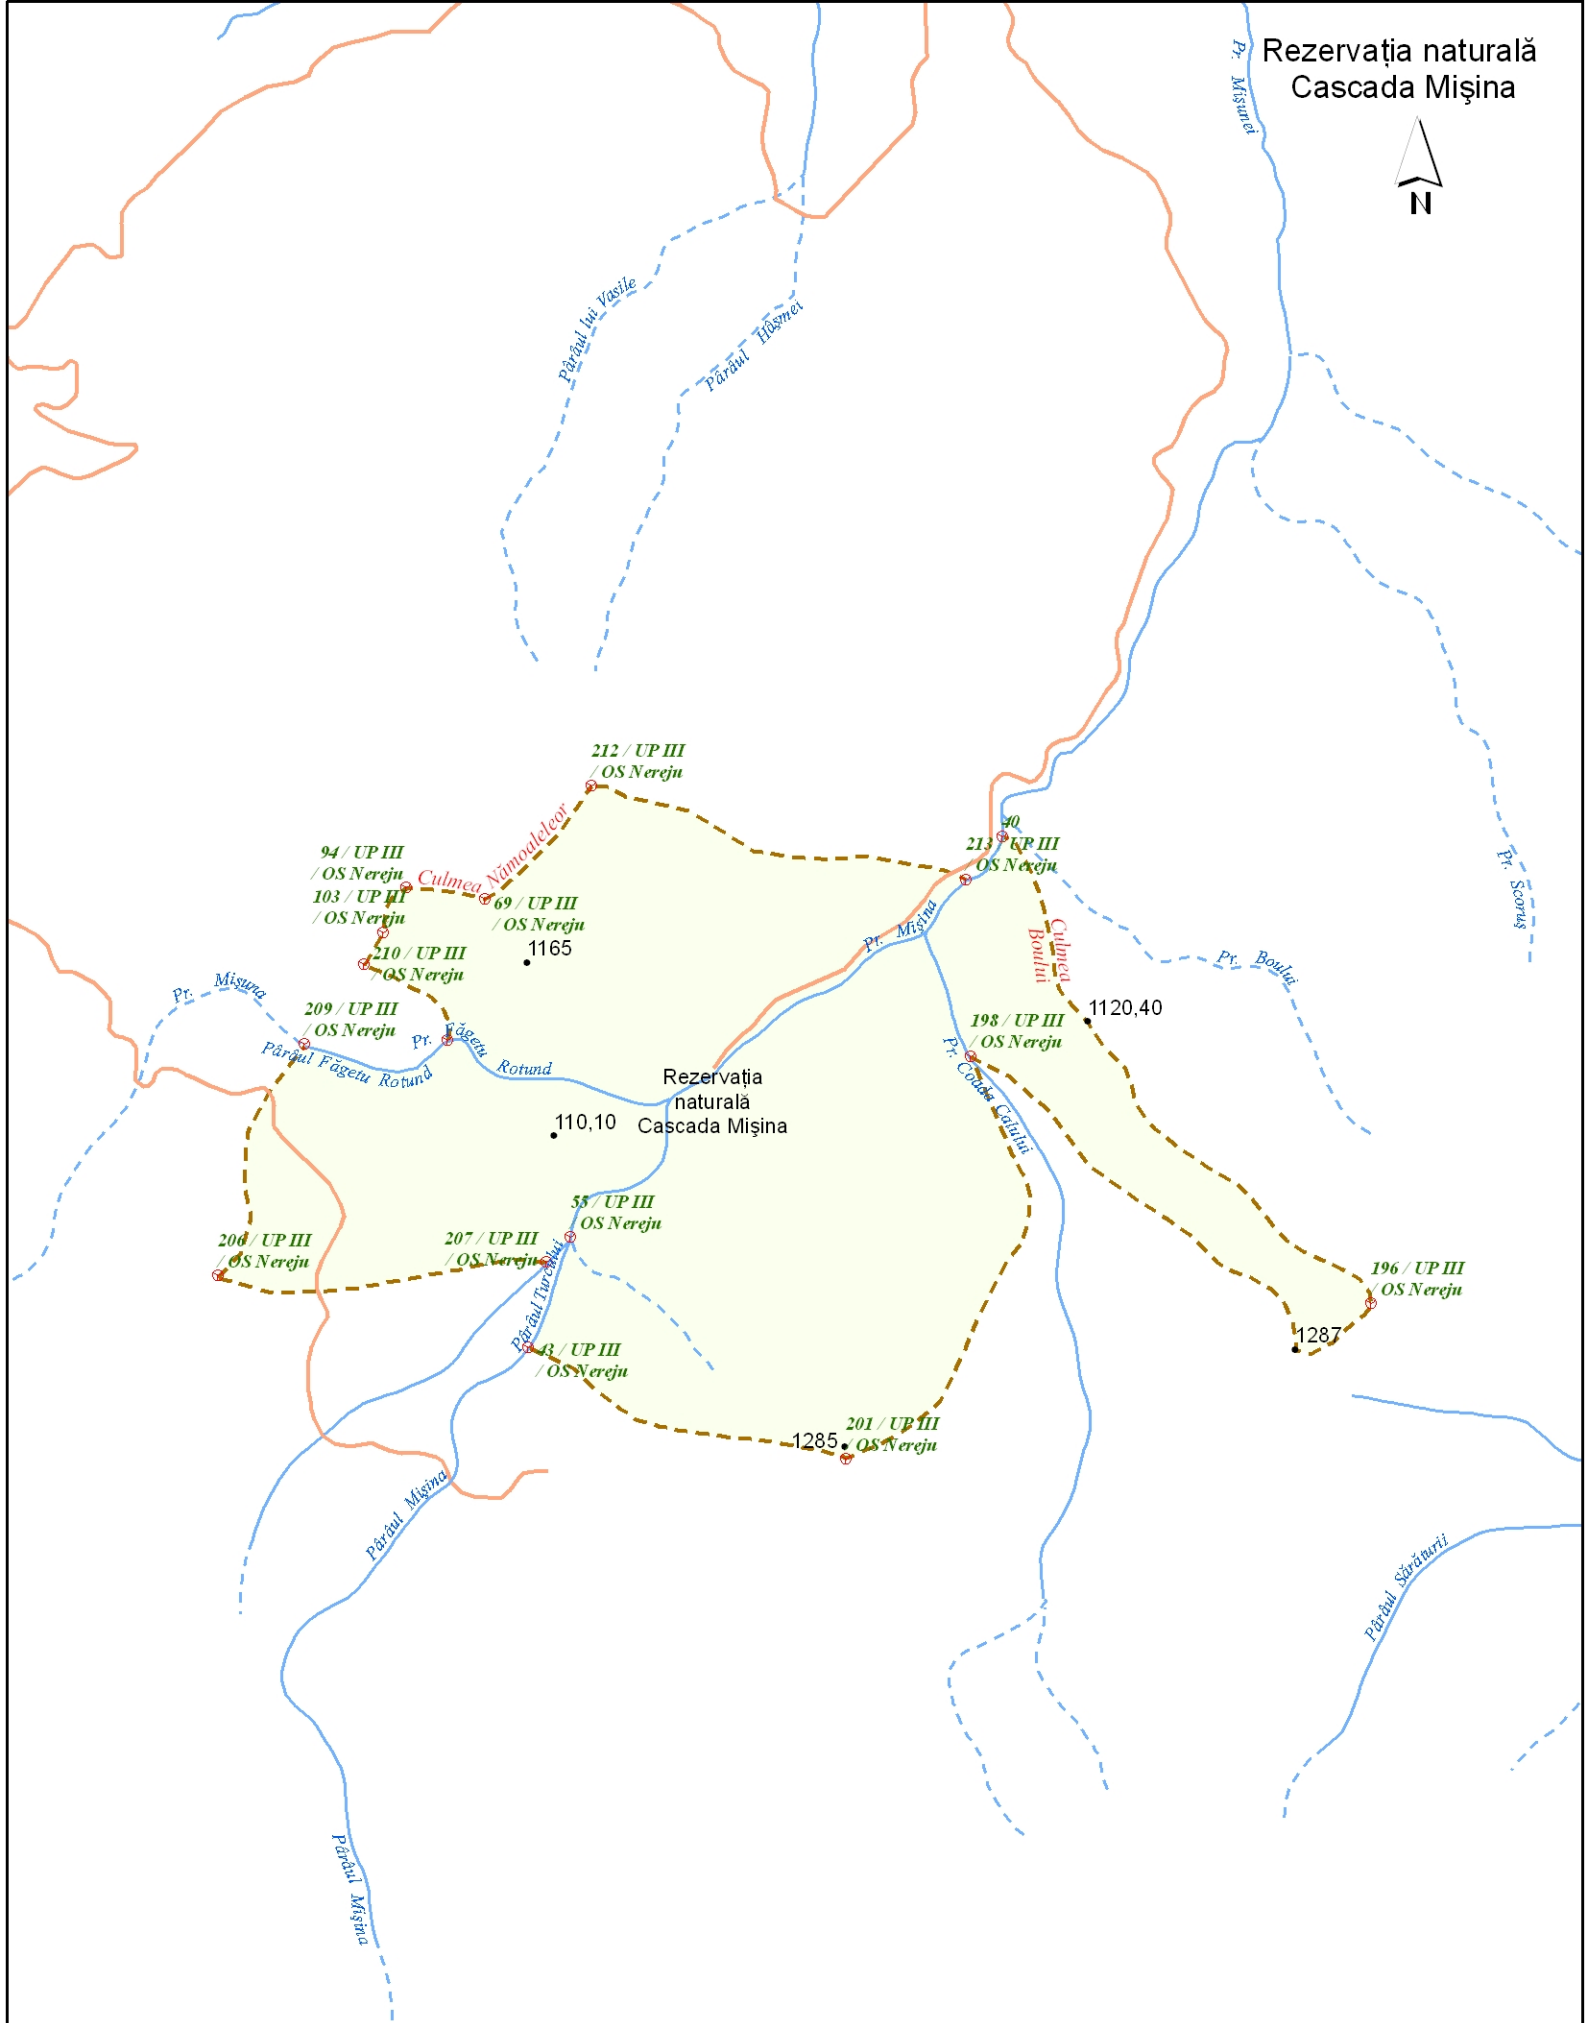 Rezervația naturală
Cascada Mişina
N
Pr. Mişunei
Pârâul lui Vasile
Pârâul Hâşmei
212 / UP III
/ OS Nereju
Culmea Nămoaleleor
94 / UP III
/ OS Nereju
103 / UP III
/ OS Nereju
69 / UP III
/ OS Nereju
210 / UP III
/ OS Nereju
1165
40
213 / UP III
/ OS Nereju
Pr. Mişina
Culmea
Boului
Pr. Scoruş
Pr. Boului
Pr. Mişuna
209 / UP III
/ OS Nereju
Pârâul Făgetu Rotund
Pr. Făgetu Rotund
198 / UP III
/ OS Nereju
1120,40
Pr. Coada Calului
Rezervația
naturală
Cascada Mişina
110,10
55 / UP III
OS Nereju
206 / UP III
/ OS Nereju
207 / UP III
/ OS Nereju
Pârâul Turcului
43 / UP III
/ OS Nereju
196 / UP III
/ OS Nereju
1287
201 / UP III
/ OS Nereju
1285
Pârâul Mişina
Pârâul Sărăturii
Pârâul Mişina